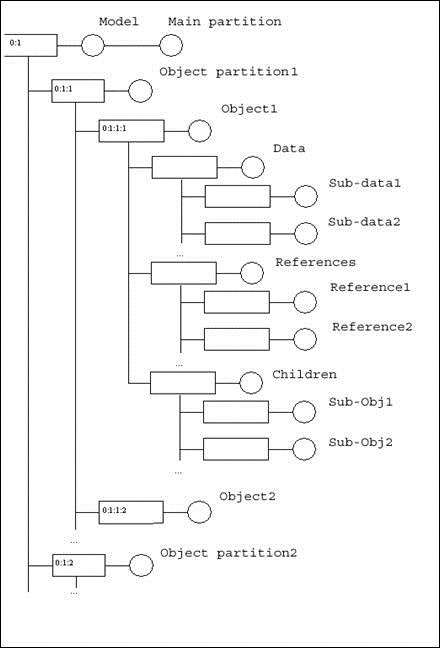 Model Main partition
0:1
Object partition1
0:1:1
Object1
0:1:1:1
Data
Sub-data1
Sub-data2
...
References
Reference1
Reference2
...
Children
Sub-Obj1
Sub-Obj2
...
Object2
0:1:1:2
...
Object partition2
0:1:2
...